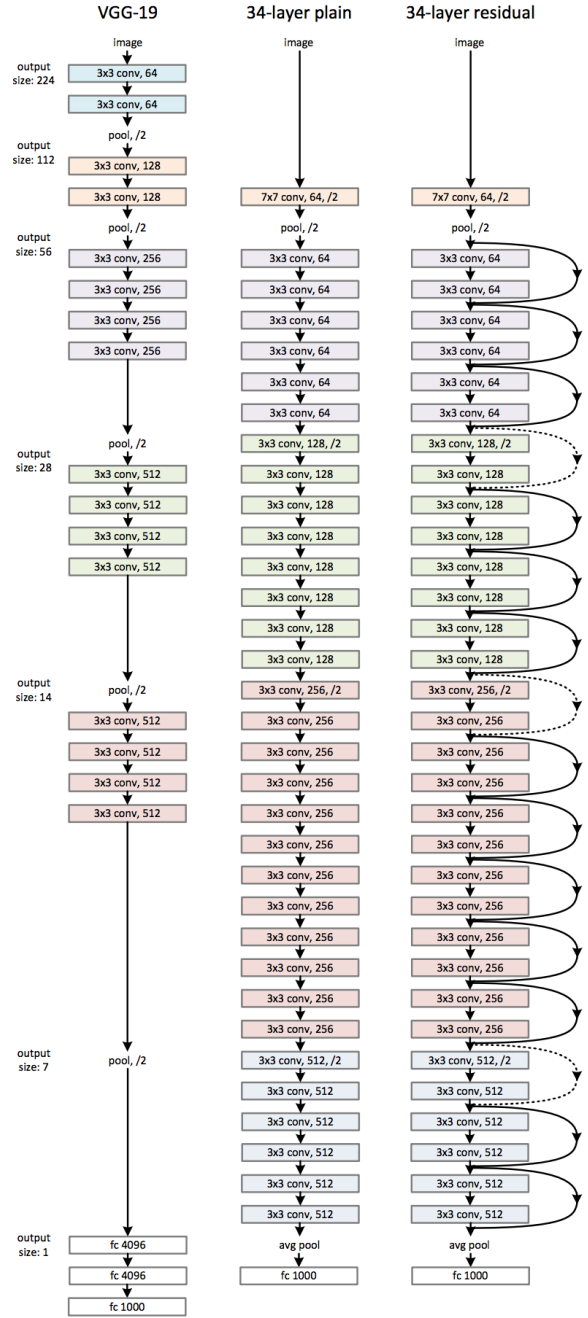 output
size: 224
output
size: 112
output
size: 56
output
size: 28
output
size: 14
output
size: 7
output
size: 1
VGG-19
image
3x3 conv, 64
3x3 conv, 64
pool, /2
3x3 conv, 128
3x3 conv, 128
pool, /2
3x3 conv, 256
3x3 conv, 256
3x3 conv, 256
3x3 conv, 256
pool, /2
3x3 conv, 512
3x3 conv, 512
3x3 conv, 512
3x3 conv, 512
pool, /2
3x3 conv, 512
3x3 conv, 512
3x3 conv, 512
3x3 conv, 512
pool, /2
fc 4096
fc 4096
fc 1000
34-layer plain
image
7x7 conv, 64, /2
pool, /2
3x3 conv, 64
3x3 conv, 64
3x3 conv, 64
3x3 conv, 64
3x3 conv, 64
3x3 conv, 64
3x3 conv, 128, /2
3x3 conv, 128
3x3 conv, 128
3x3 conv, 128
3x3 conv, 128
3x3 conv, 128
3x3 conv, 128
3x3 conv, 128
3x3 conv, 256, /2
3x3 conv, 256
3x3 conv, 256
3x3 conv, 256
3x3 conv, 256
3x3 conv, 256
3x3 conv, 256
3x3 conv, 256
3x3 conv, 256
3x3 conv, 256
3x3 conv, 256
3x3 conv, 256
3x3 conv, 512, /2
3x3 conv, 512
3x3 conv, 512
3x3 conv, 512
3x3 conv, 512
3x3 conv, 512
avg pool
fc 1000
34-layer residual
image
7x7 conv, 64, /2
pool, /2
3x3 conv, 64
3x3 conv, 64
3x3 conv, 64
3x3 conv, 64
3x3 conv, 64
3x3 conv, 64
3x3 conv, 128, /2
3x3 conv, 128
3x3 conv, 128
3x3 conv, 128
3x3 conv, 128
3x3 conv, 128
3x3 conv, 128
3x3 conv, 128
3x3 conv, 256, /2
3x3 conv, 256
3x3 conv, 256
3x3 conv, 256
3x3 conv, 256
3x3 conv, 256
3x3 conv, 256
3x3 conv, 256
3x3 conv, 256
3x3 conv, 256
3x3 conv, 256
3x3 conv, 256
3x3 conv, 512, /2
3x3 conv, 512
3x3 conv, 512
3x3 conv, 512
3x3 conv, 512
3x3 conv, 512
avg pool
fc 1000